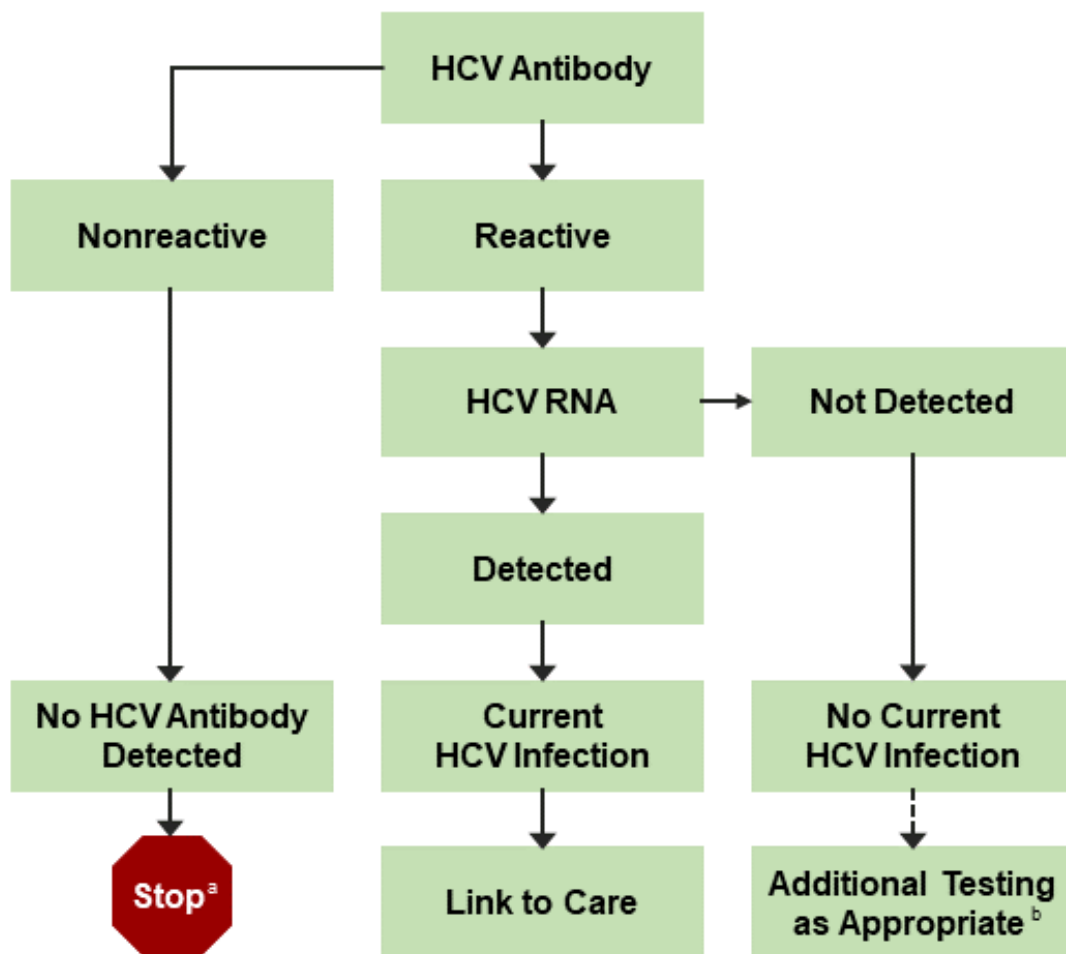 HCV Antibody
Nonreactive
Reactive
HCV RNA
Not Detected
Detected
No HCV Antibody
Detected
Current
HCV Infection
No Current
HCV Infection
Stop a
Link to Care
Additional Testing
as Appropriate b